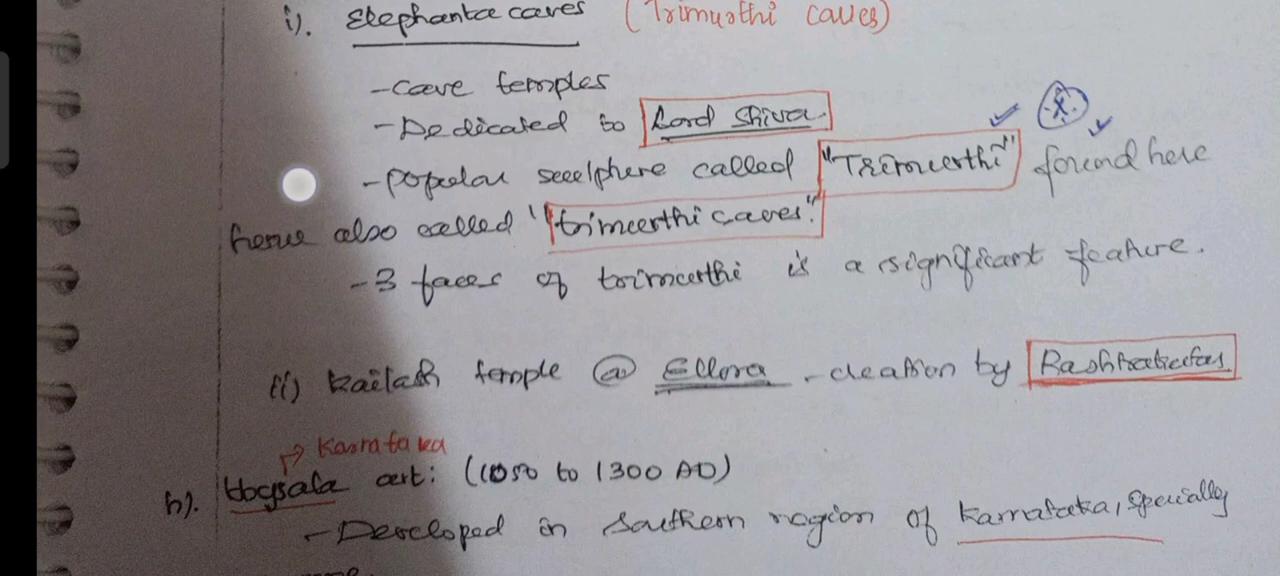 i). Elephanta caves (Trimurthi caves)
- cave temples
- Dedicated to Lord Shiva.
- popular sculphere called "Trimurthi" found here
hence also called "trimurthi caves".
- 3 faces of trimurthi is a significant feature.
ii) Kailash temple @ Ellora - creation by Rashtrakutas
→ Karnataka
h). Hoysala art: (1050 to 1300 AD)
- Developed in southern region of Karnataka, specially